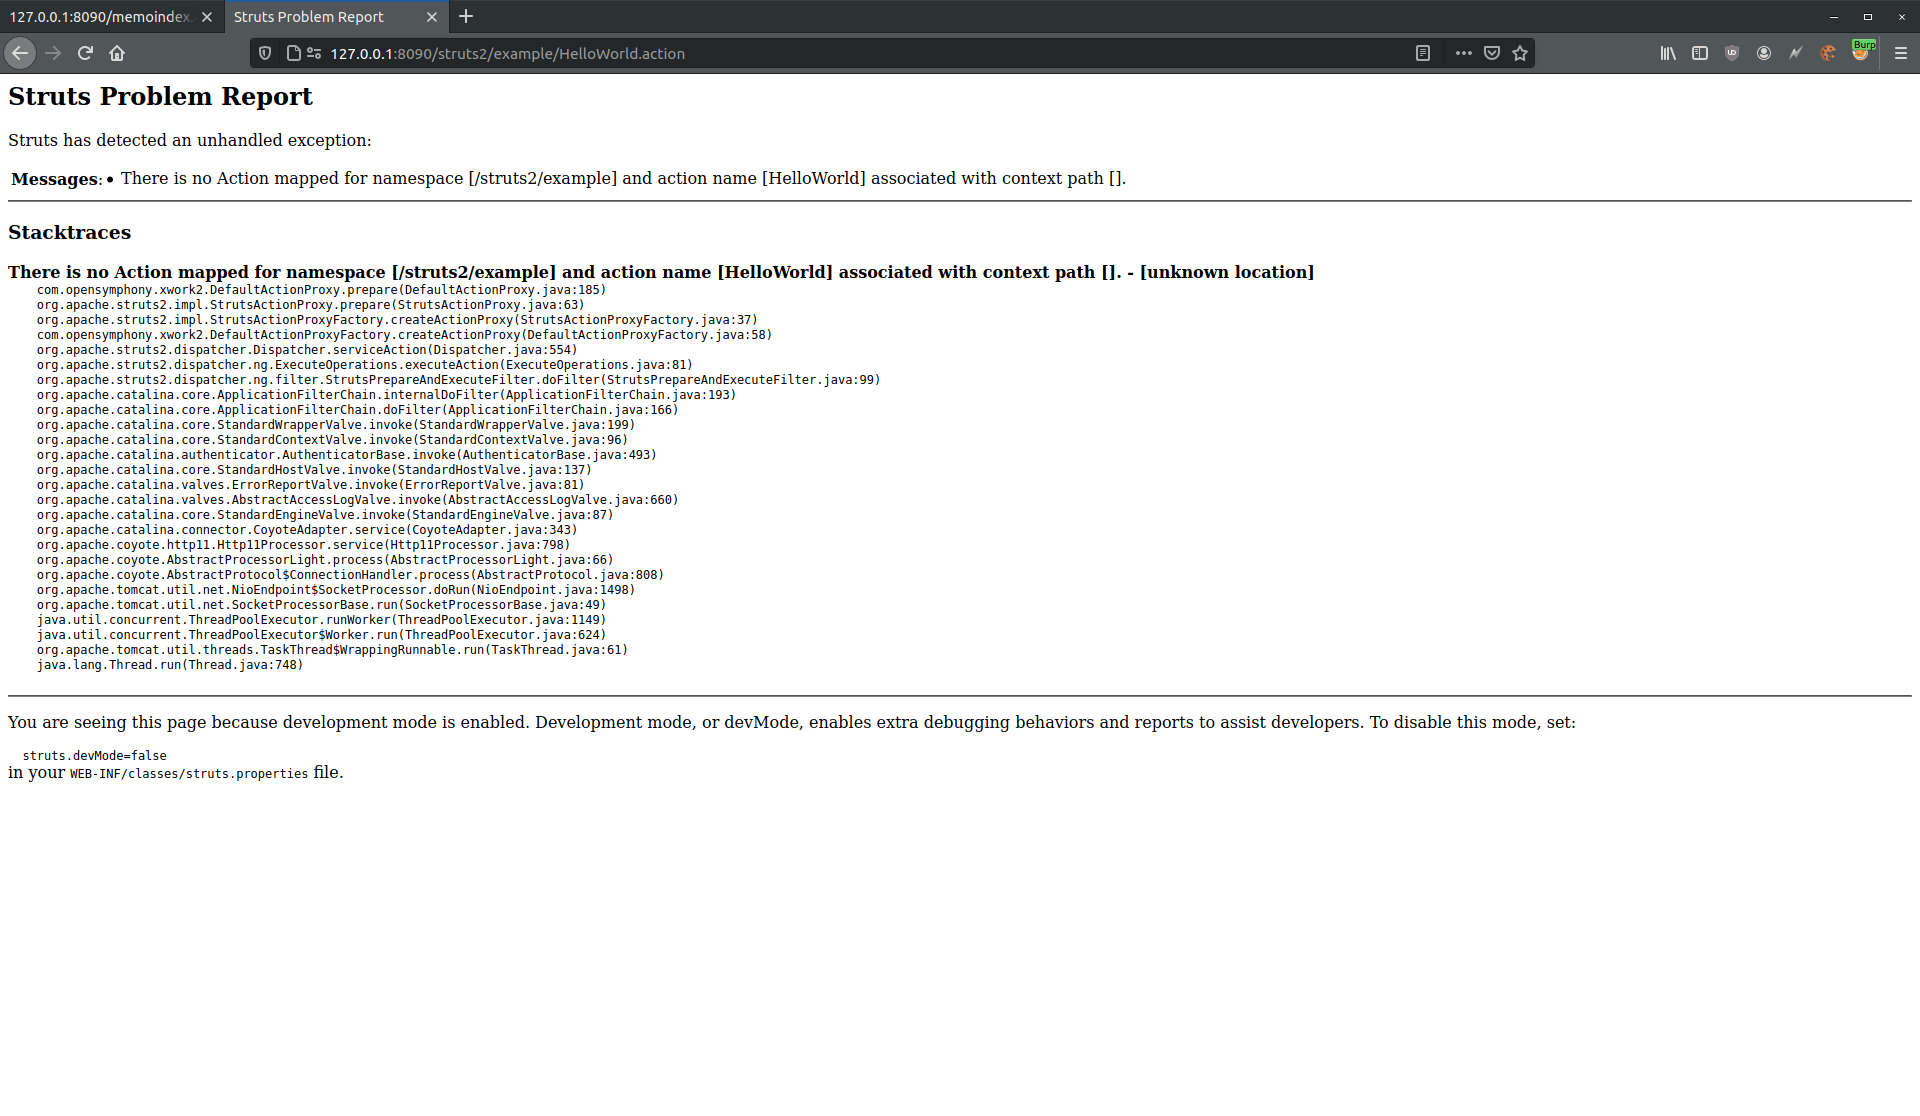 127.0.0.1:8090/memoindex.
Struts Problem Report
127.0.0.1:8090/struts2/example/HelloWorld.action
Burp
Struts Problem Report
Struts has detected an unhandled exception:
Messages: • There is no Action mapped for namespace [/struts2/example] and action name [HelloWorld] associated with context path [].
Stacktraces
There is no Action mapped for namespace [/struts2/example] and action name [HelloWorld] associated with context path []. - [unknown location]
com.opensymphony.xwork2.DefaultActionProxy.prepare(DefaultActionProxy.java:185)
org.apache.struts2.impl.StrutsActionProxy.prepare(StrutsActionProxy.java:63)
org.apache.struts2.impl.StrutsActionProxyFactory.createActionProxy(StrutsActionProxyFactory.java:37)
com.opensymphony.xwork2.DefaultActionProxyFactory.createActionProxy(DefaultActionProxyFactory.java:58)
org.apache.struts2.dispatcher.Dispatcher.serviceAction(Dispatcher.java:554)
org.apache.struts2.dispatcher.ng.ExecuteOperations.executeAction(ExecuteOperations.java:81)
org.apache.struts2.dispatcher.ng.filter.StrutsPrepareAndExecuteFilter.doFilter(StrutsPrepareAndExecuteFilter.java:99)
org.apache.catalina.core.ApplicationFilterChain.internalDoFilter(ApplicationFilterChain.java:193)
org.apache.catalina.core.ApplicationFilterChain.doFilter(ApplicationFilterChain.java:166)
org.apache.catalina.core.StandardWrapperValve.invoke(StandardWrapperValve.java:199)
org.apache.catalina.core.StandardContextValve.invoke(StandardContextValve.java:96)
org.apache.catalina.authenticator.AuthenticatorBase.invoke(AuthenticatorBase.java:493)
org.apache.catalina.core.StandardHostValve.invoke(StandardHostValve.java:137)
org.apache.catalina.valves.ErrorReportValve.invoke(ErrorReportValve.java:81)
org.apache.catalina.valves.AbstractAccessLogValve.invoke(AbstractAccessLogValve.java:660)
org.apache.catalina.core.StandardEngineValve.invoke(StandardEngineValve.java:87)
org.apache.catalina.connector.CoyoteAdapter.service(CoyoteAdapter.java:343)
org.apache.coyote.http11.Http11Processor.service(Http11Processor.java:798)
org.apache.coyote.AbstractProcessorLight.process(AbstractProcessorLight.java:66)
org.apache.coyote.AbstractProtocol$ConnectionHandler.process(AbstractProtocol.java:808)
org.apache.tomcat.util.net.NioEndpoint$SocketProcessor.doRun(NioEndpoint.java:1498)
org.apache.tomcat.util.net.SocketProcessorBase.run(SocketProcessorBase.java:49)
java.util.concurrent.ThreadPoolExecutor.runWorker(ThreadPoolExecutor.java:1149)
java.util.concurrent.ThreadPoolExecutor$Worker.run(ThreadPoolExecutor.java:624)
org.apache.tomcat.util.threads.TaskThread$WrappingRunnable.run(TaskThread.java:61)
java.lang.Thread.run(Thread.java:748)
You are seeing this page because development mode is enabled. Development mode, or devMode, enables extra debugging behaviors and reports to assist developers. To disable this mode, set:
struts.devMode=false
in your WEB-INF/classes/struts.properties file.